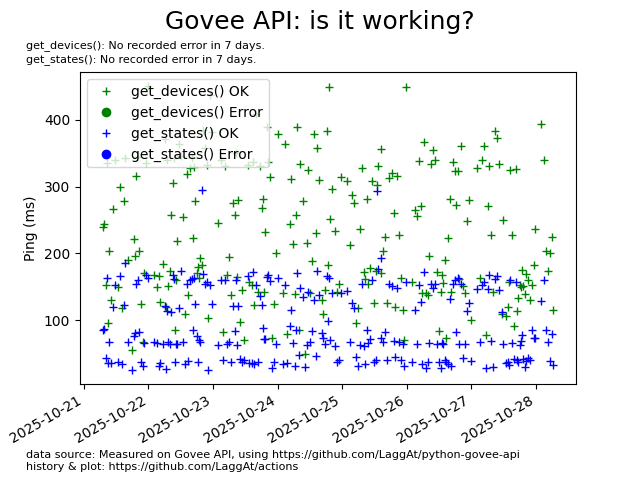 Govee API: is it working?
get_devices(): No recorded error in 7 days.
get_states(): No recorded error in 7 days.
get_devices() OK
get_devices() Error
get_states() OK
get_states() Error
Ping (ms)
400
300
200
100
2025-10-21
2025-10-22
2025-10-23
2025-10-24
2025-10-25
2025-10-26
2025-10-27
2025-10-28
data source: Measured on Govee API, using https://github.com/LaggAt/python-govee-api
history & plot: https://github.com/LaggAt/actions